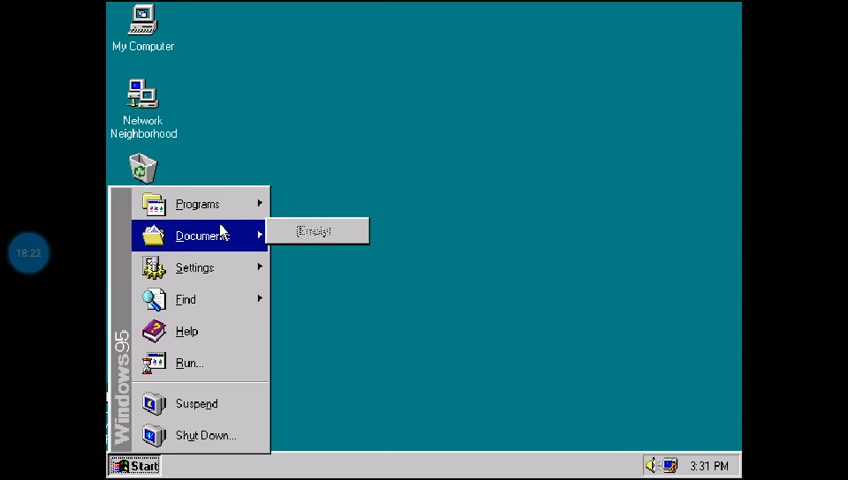 My Computer
Network
Neighborhood
Programs
Documents
(Empty)
Settings
Find
Help
Run...
Suspend
Shut Down...
Windows95
Start
3:31 PM
18:22